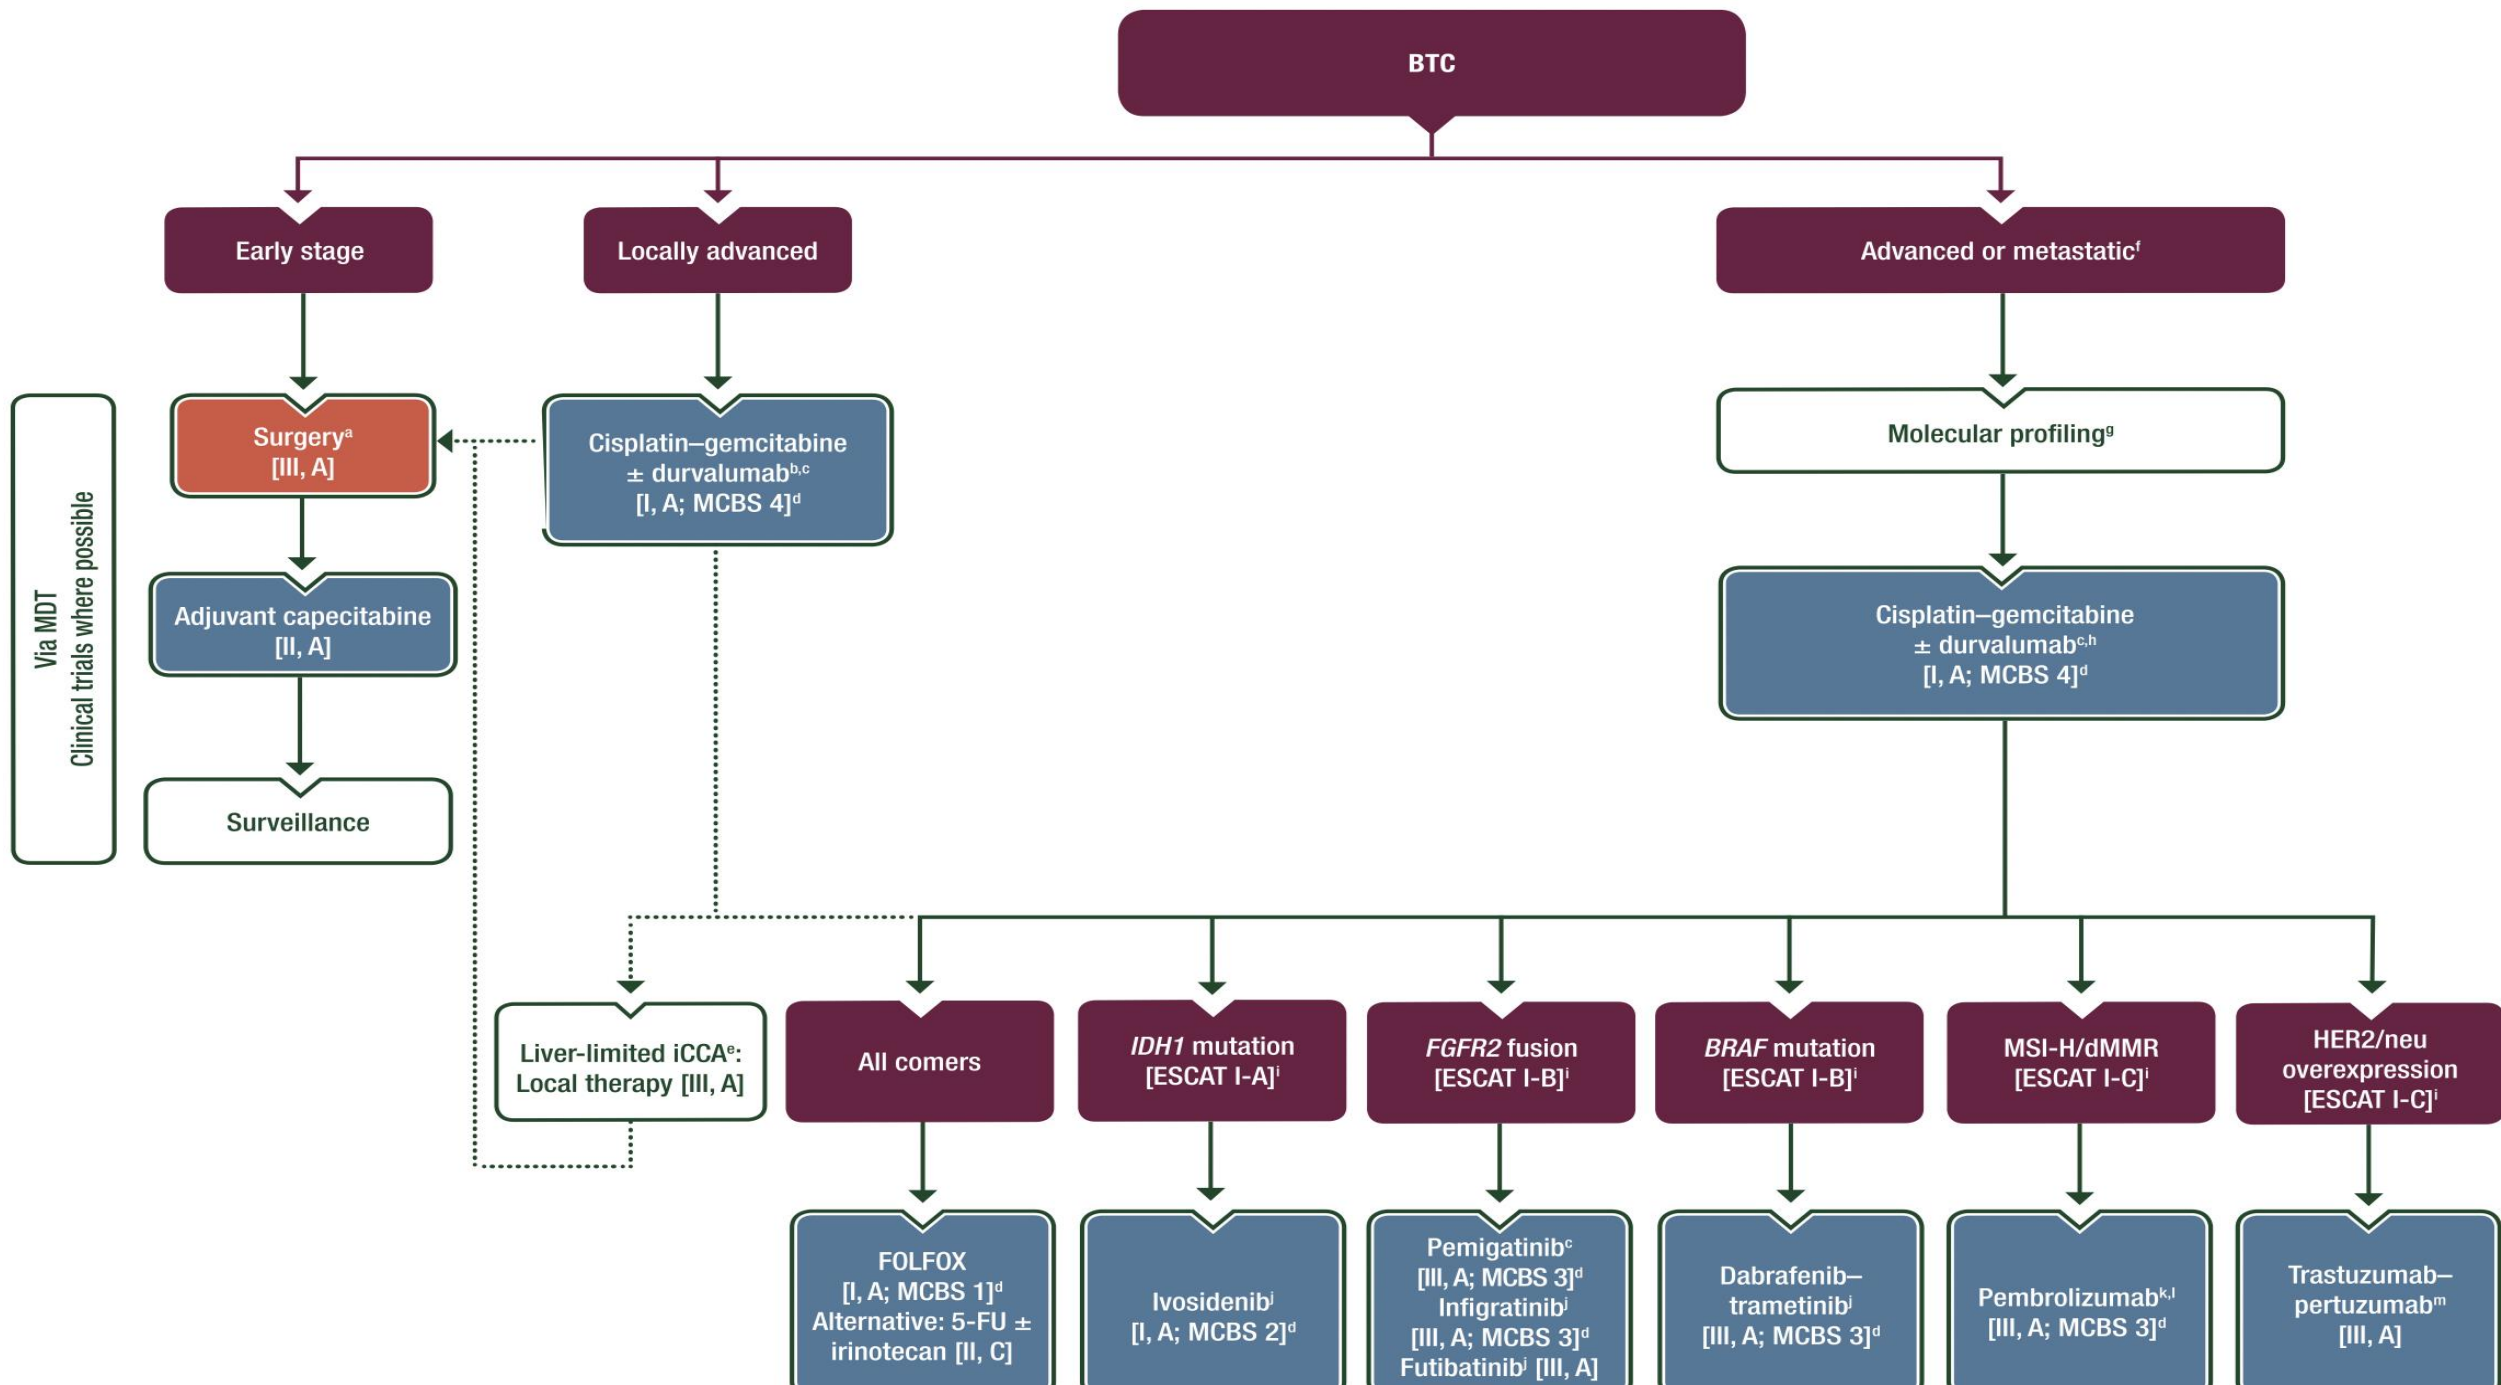 BTC
Early stage
Locally advanced
Advanced or metastaticᶠ
Via MDT
Clinical trials where possible
Surgeryᵃ
[III, A]
Cisplatin–gemcitabine
± durvalumabᵇ,ᶜ
[I, A; MCBS 4]ᵈ
Molecular profilingᵍ
Adjuvant capecitabine
[II, A]
Cisplatin–gemcitabine
± durvalumabᶜ,ʰ
[I, A; MCBS 4]ᵈ
Surveillance
Liver-limited iCCAᵉ:
Local therapy [III, A]
All comers
IDH1 mutation
[ESCAT I-A]ⁱ
FGFR2 fusion
[ESCAT I-B]ⁱ
BRAF mutation
[ESCAT I-B]ⁱ
MSI-H/dMMR
[ESCAT I-C]ⁱ
HER2/neu
overexpression
[ESCAT I-C]ⁱ
FOLFOX
[I, A; MCBS 1]ᵈ
Alternative: 5-FU ±
irinotecan [II, C]
Ivosidenibʲ
[I, A; MCBS 2]ᵈ
Pemigatinibᶜ
[III, A; MCBS 3]ᵈ
Infigratinibʲ
[III, A; MCBS 3]ᵈ
Futibatinibʲ [III, A]
Dabrafenib–
trametinibʲ
[III, A; MCBS 3]ᵈ
Pembrolizumabᵏ,ˡ
[III, A; MCBS 3]ᵈ
Trastuzumab–
pertuzumabᵐ
[III, A]